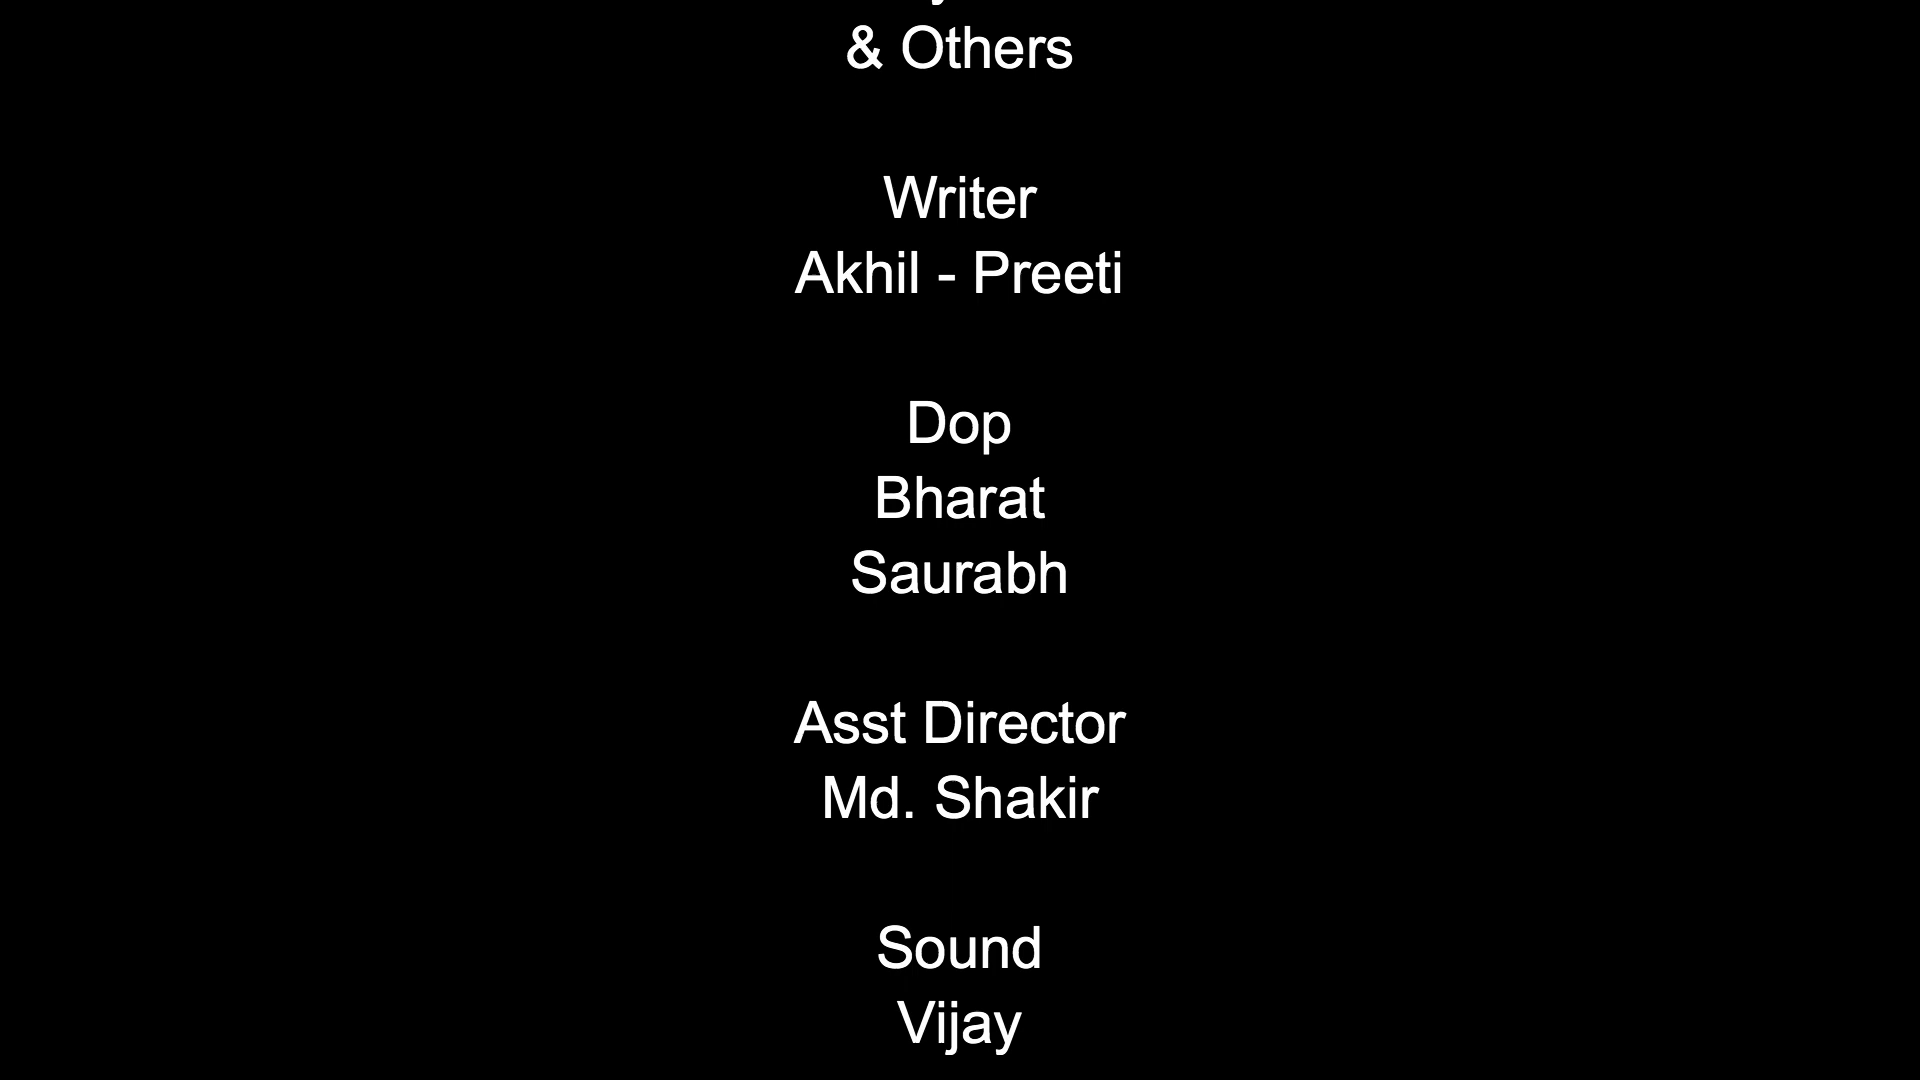 & Others
Writer
Akhil - Preeti
Dop
Bharat
Saurabh
Asst Director
Md. Shakir
Sound
Vijay